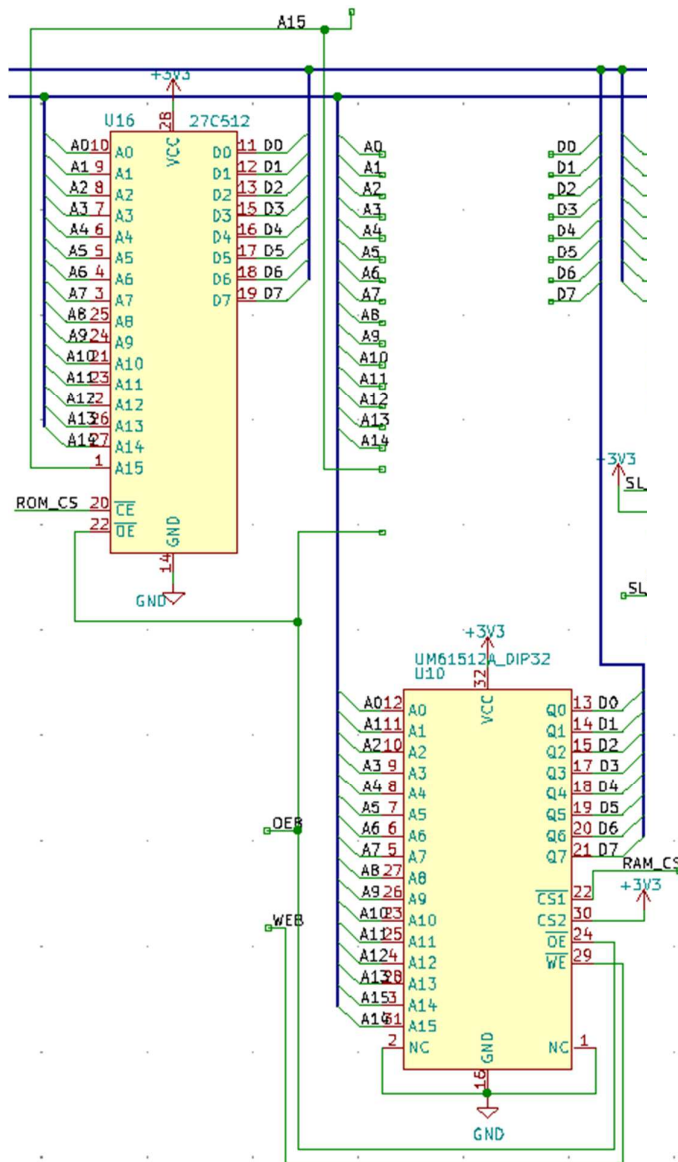 A15
+3V3
U16 27C512
28
VCC
A0 10 A0 D0 11 D0
A1 9 A1 D1 12 D1
A2 8 A2 D2 13 D2
A3 7 A3 D3 15 D3
A4 6 A4 D4 16 D4
A5 5 A5 D5 17 D5
A6 4 A6 D6 18 D6
A7 3 A7 D7 19 D7
A8 25 A8
A9 24 A9
A10 21 A10
A11 23 A11
A12 2 A12
A13 26 A13
A14 27 A14
1 A15
ROM_CS 20 CE
22 OE
GND
14
GND
A0 D0
A1 D1
A2 D2
A3 D3
A4 D4
A5 D5
A6 D6
A7 D7
A8
A9
A10
A11
A12
A13
A14
+3V3
SL
SL
+3V3
UM61512A_DIP32
U10
32
VCC
A0 12 A0 Q0 13 D0
A1 11 A1 Q1 14 D1
A2 10 A2 Q2 15 D2
A3 9 A3 Q3 17 D3
A4 8 A4 Q4 18 D4
A5 7 A5 Q5 19 D5
A6 6 A6 Q6 20 D6
A7 5 A7 Q7 21 D7
A8 27 A8
A9 26 A9 CS1 22 RAM_CS
A10 23 A10 CS2 30 +3V3
A11 25 A11 OE 24
A12 4 A12 WE 29
A13 28 A13
A15 3 A14
A14 31 A15
2 NC NC 1
GND
16
GND
OEB
WEB